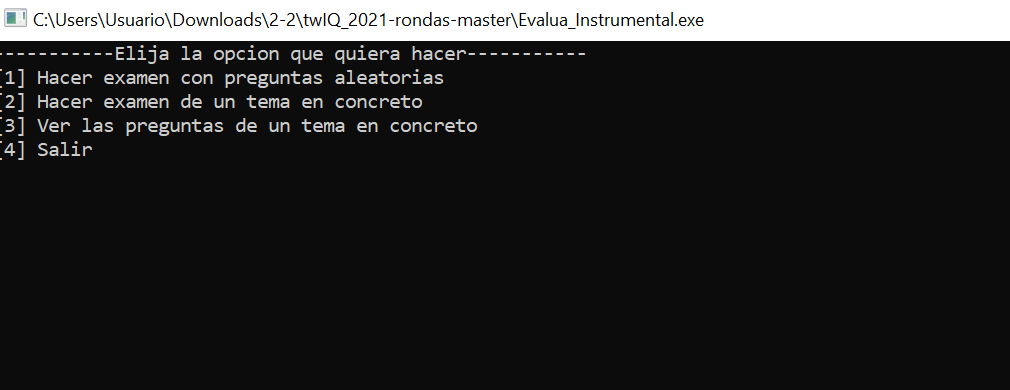 C:\Users\Usuario\Downloads\2-2\twIQ_2021-rondas-master\Evalua_Instrumental.exe
-----------Elija la opcion que quiera hacer-----------
[1] Hacer examen con preguntas aleatorias
[2] Hacer examen de un tema en concreto
[3] Ver las preguntas de un tema en concreto
[4] Salir